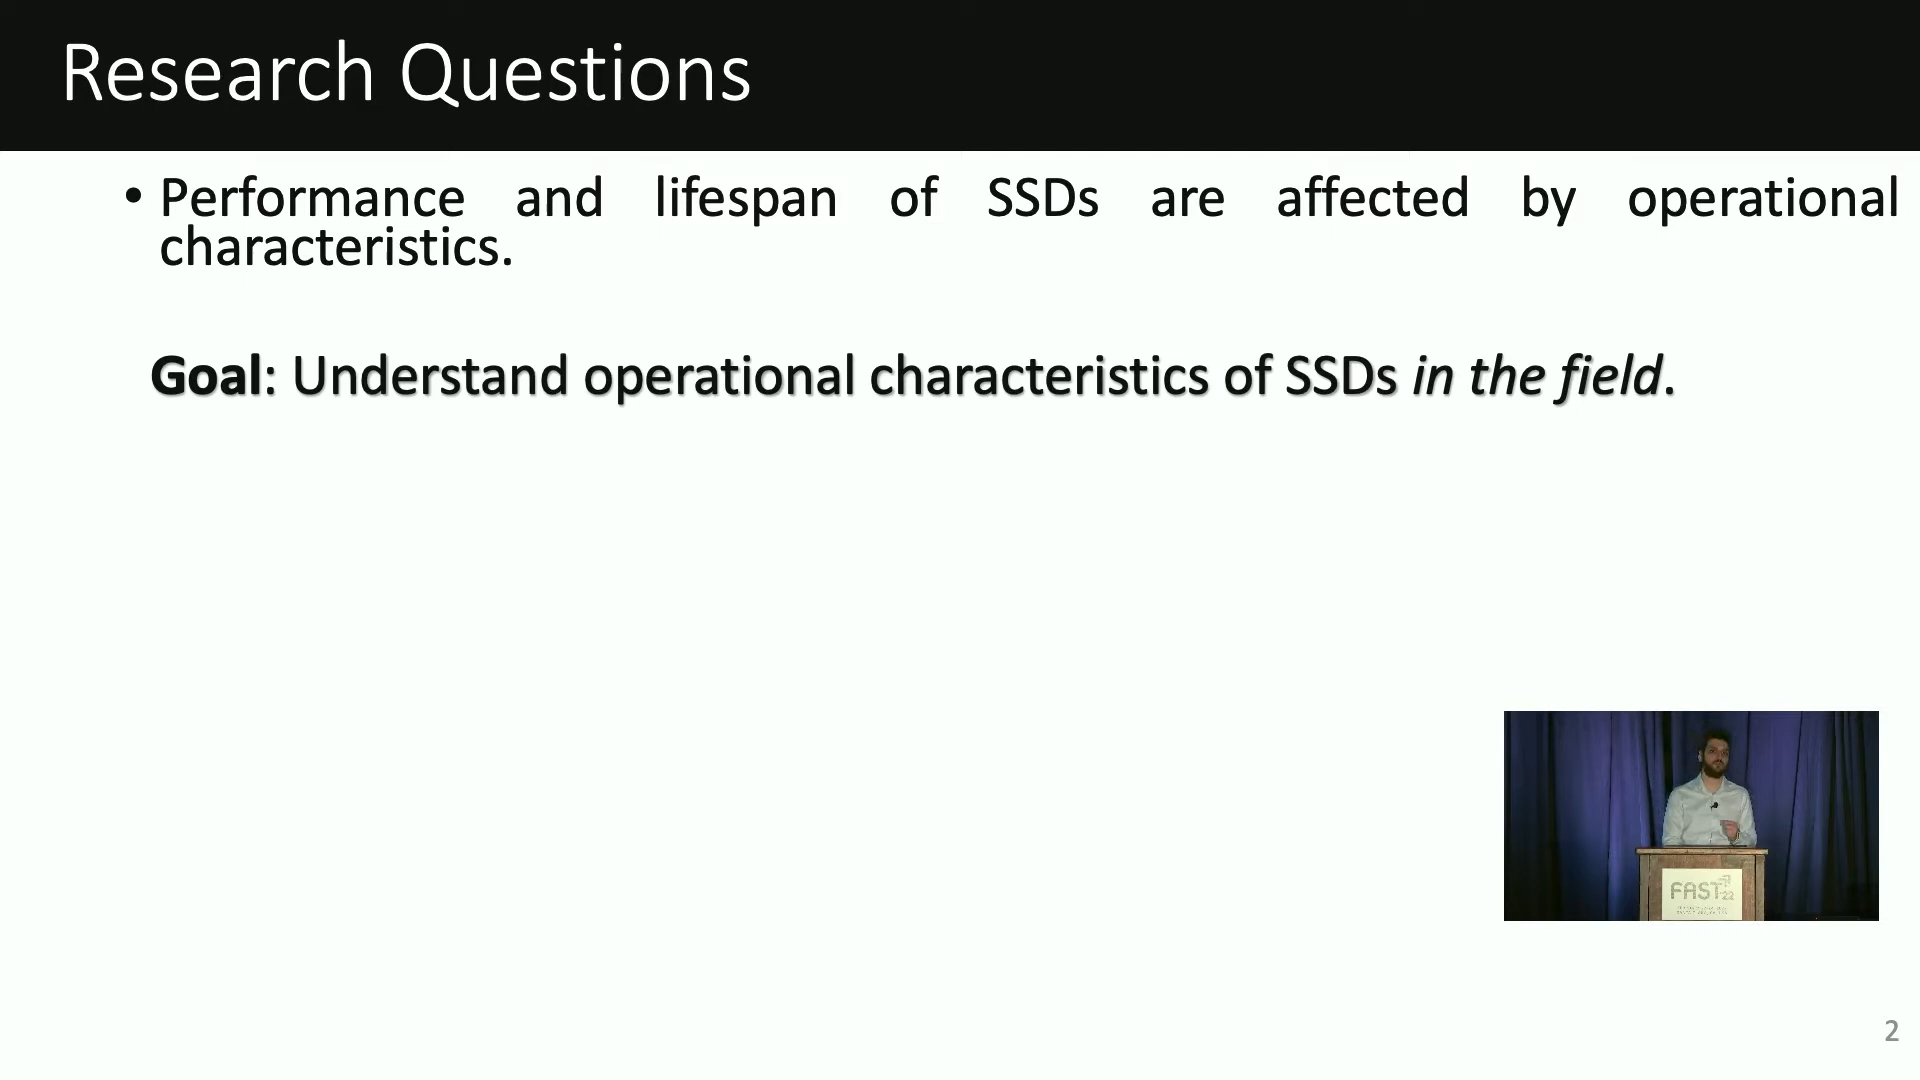 Research Questions
• Performance and lifespan of SSDs are affected by operational
characteristics.
Goal: Understand operational characteristics of SSDs in the field.
FAST'22
2